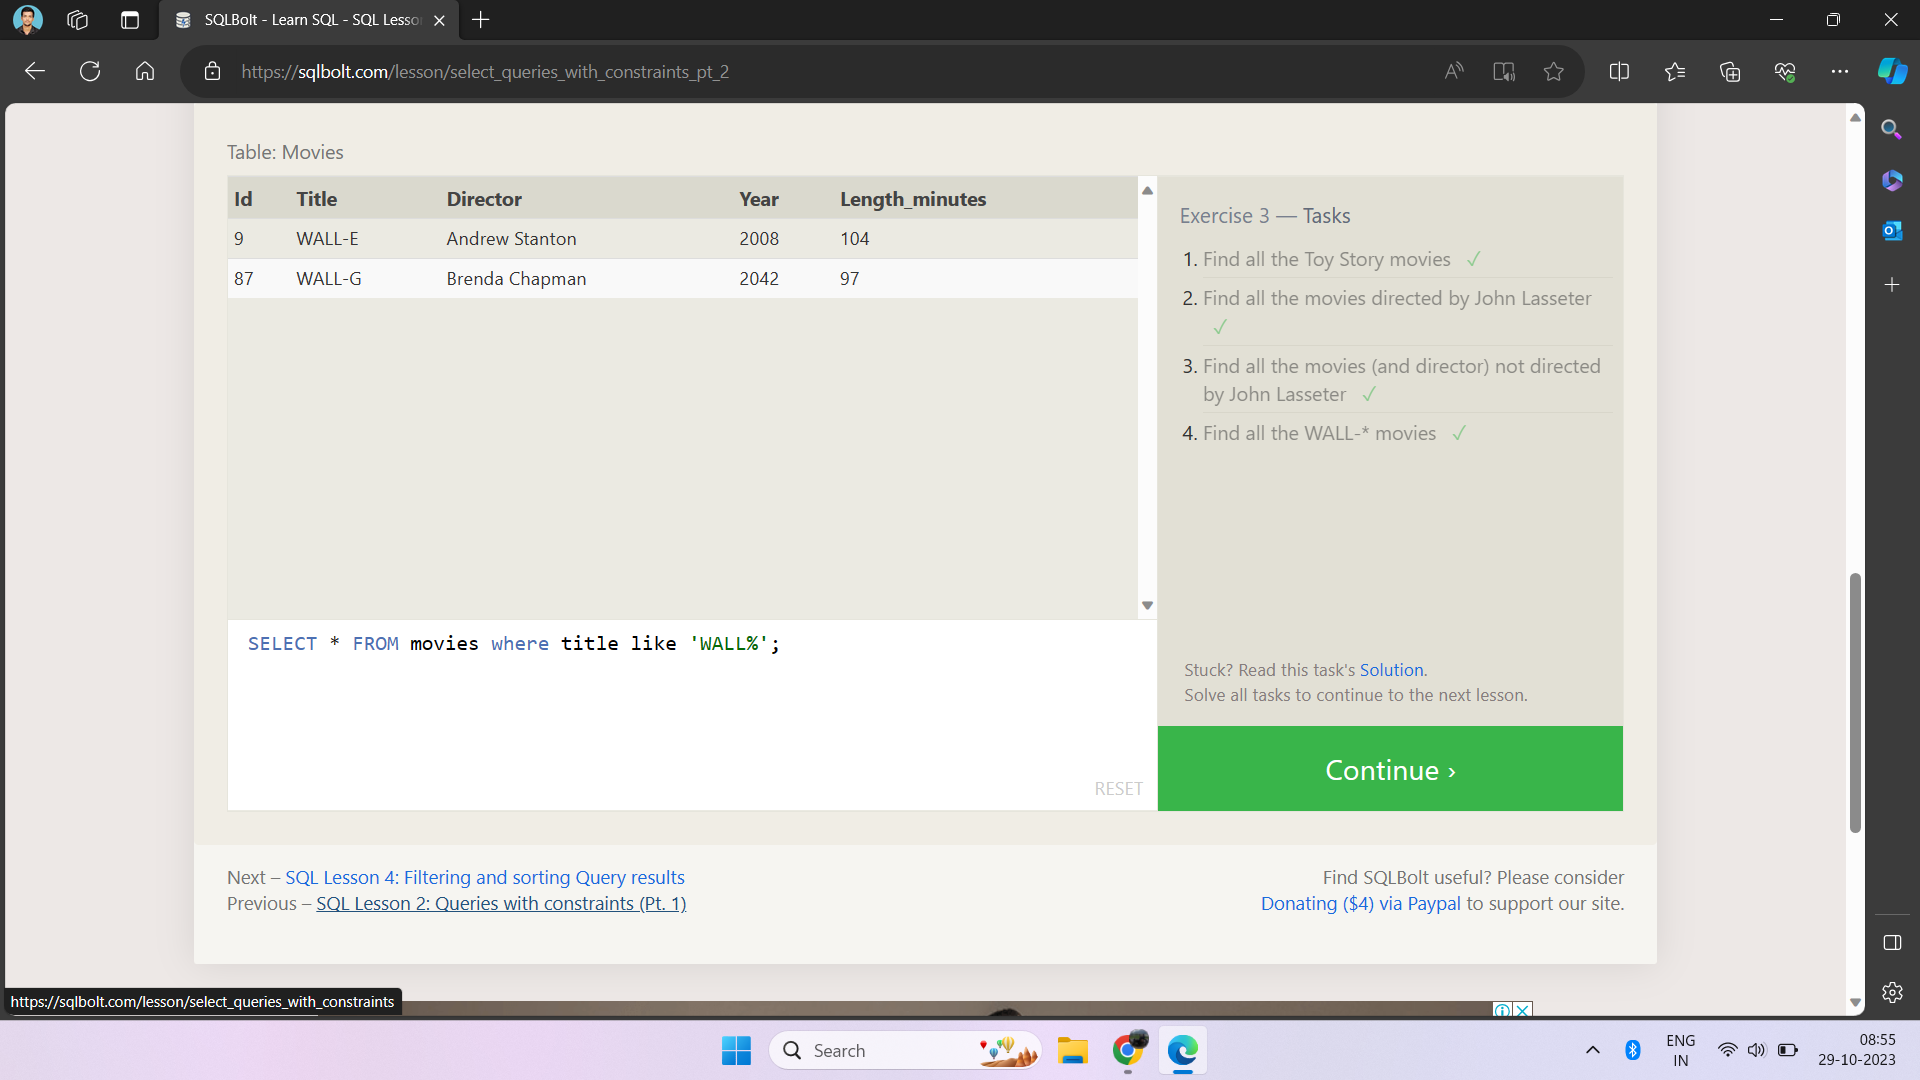 SQLBolt - Learn SQL - SQL Lesso
https://sqlbolt.com/lesson/select_queries_with_constraints_pt_2
Table: Movies
Id Title Director Year Length_minutes
9 WALL-E Andrew Stanton 2008 104
87 WALL-G Brenda Chapman 2042 97
SELECT * FROM movies where title like 'WALL%';
RESET
Exercise 3 — Tasks
1. Find all the Toy Story movies ✓
2. Find all the movies directed by John Lasseter
✓
3. Find all the movies (and director) not directed
by John Lasseter ✓
4. Find all the WALL-* movies ✓
Stuck? Read this task's Solution.
Solve all tasks to continue to the next lesson.
Continue ›
Next – SQL Lesson 4: Filtering and sorting Query results
Previous – SQL Lesson 2: Queries with constraints (Pt. 1)
Find SQLBolt useful? Please consider
Donating ($4) via Paypal to support our site.
https://sqlbolt.com/lesson/select_queries_with_constraints
Search
ENG
IN
08:55
29-10-2023